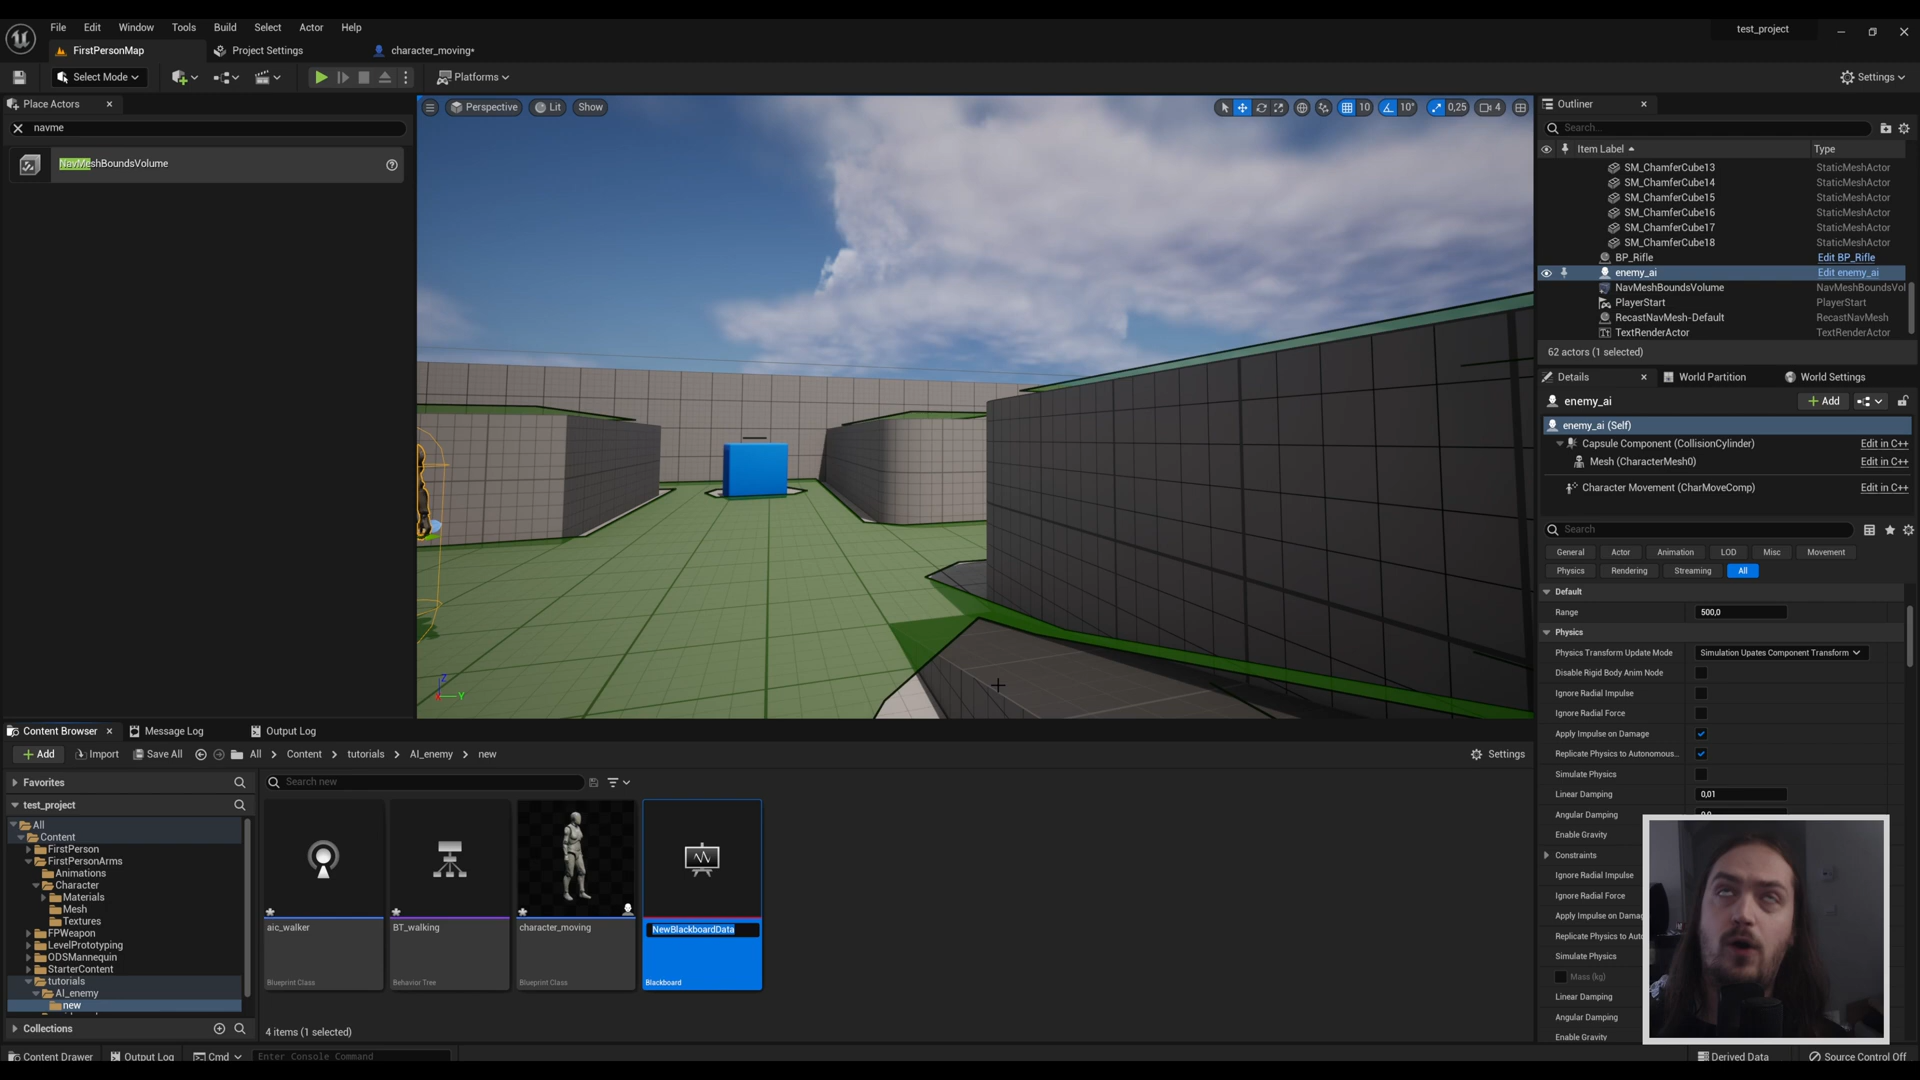 File Edit Window Tools Build Select Actor Help
test_project
FirstPersonMap Project Settings character_moving*
Select Mode Platforms Settings
Place Actors
navme
NavMeshBoundsVolume
Perspective Lit Show
10 10° 0,25 4
Outliner
Search...
Item Label Type
SM_ChamferCube13 StaticMeshActor
SM_ChamferCube14 StaticMeshActor
SM_ChamferCube15 StaticMeshActor
SM_ChamferCube16 StaticMeshActor
SM_ChamferCube17 StaticMeshActor
SM_ChamferCube18 StaticMeshActor
BP_Rifle Edit BP_Rifle
enemy_ai Edit enemy_ai
NavMeshBoundsVolume NavMeshBoundsVol
PlayerStart PlayerStart
RecastNavMesh-Default RecastNavMesh
TextRenderActor TextRenderActor
62 actors (1 selected)
Details World Partition World Settings
enemy_ai + Add
enemy_ai (Self)
Capsule Component (CollisionCylinder) Edit in C++
Mesh (CharacterMesh0) Edit in C++
Character Movement (CharMoveComp) Edit in C++
Search
General Actor Animation LOD Misc Movement
Physics Rendering Streaming All
Default
Range 500,0
Physics
Physics Transform Update Mode Simulation Upates Component Transform
Disable Rigid Body Anim Node
Ignore Radial Impulse
Ignore Radial Force
Apply Impulse on Damage
Replicate Physics to Autonomous...
Simulate Physics
Linear Damping 0,01
Angular Damping
Enable Gravity
Constraints
Ignore Radial Impulse
Ignore Radial Force
Apply Impulse on Damag
Replicate Physics to Aut
Simulate Physics
Mass (kg)
Linear Damping
Angular Damping
Enable Gravity
Z
Y
Content Browser Message Log Output Log
+ Add Import Save All All > Content > tutorials > AI_enemy > new Settings
Favorites
Search new
test_project
All
Content
FirstPerson
FirstPersonArms
Animations
Character
Materials
Mesh
Textures
FPWeapon
LevelPrototyping
ODSMannequin
StarterContent
tutorials
AI_enemy
new
Collections
aic_walker BT_walking character_moving NewBlackboardData
Blueprint Class Behavior Tree Blueprint Class Blackboard
4 items (1 selected)
Content Drawer Output Log Cmd Enter Console Command Derived Data Source Control Off